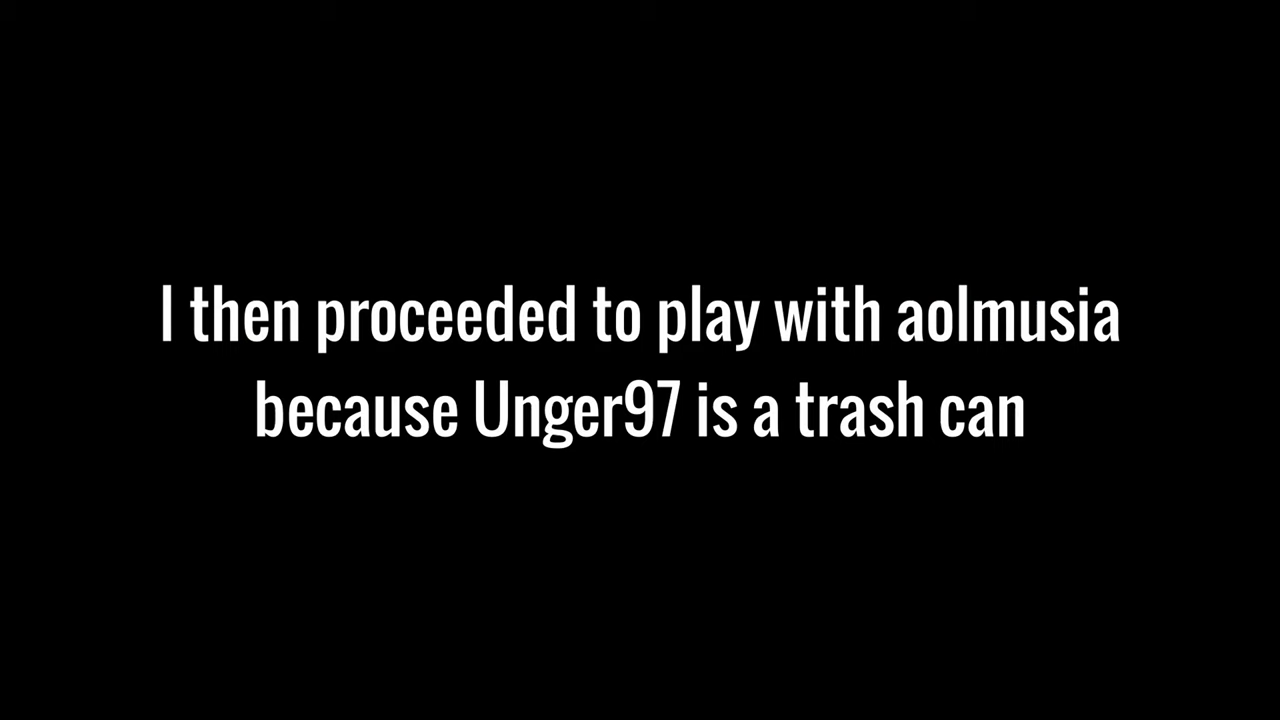 I then proceeded to play with aolmusia
because Unger97 is a trash can